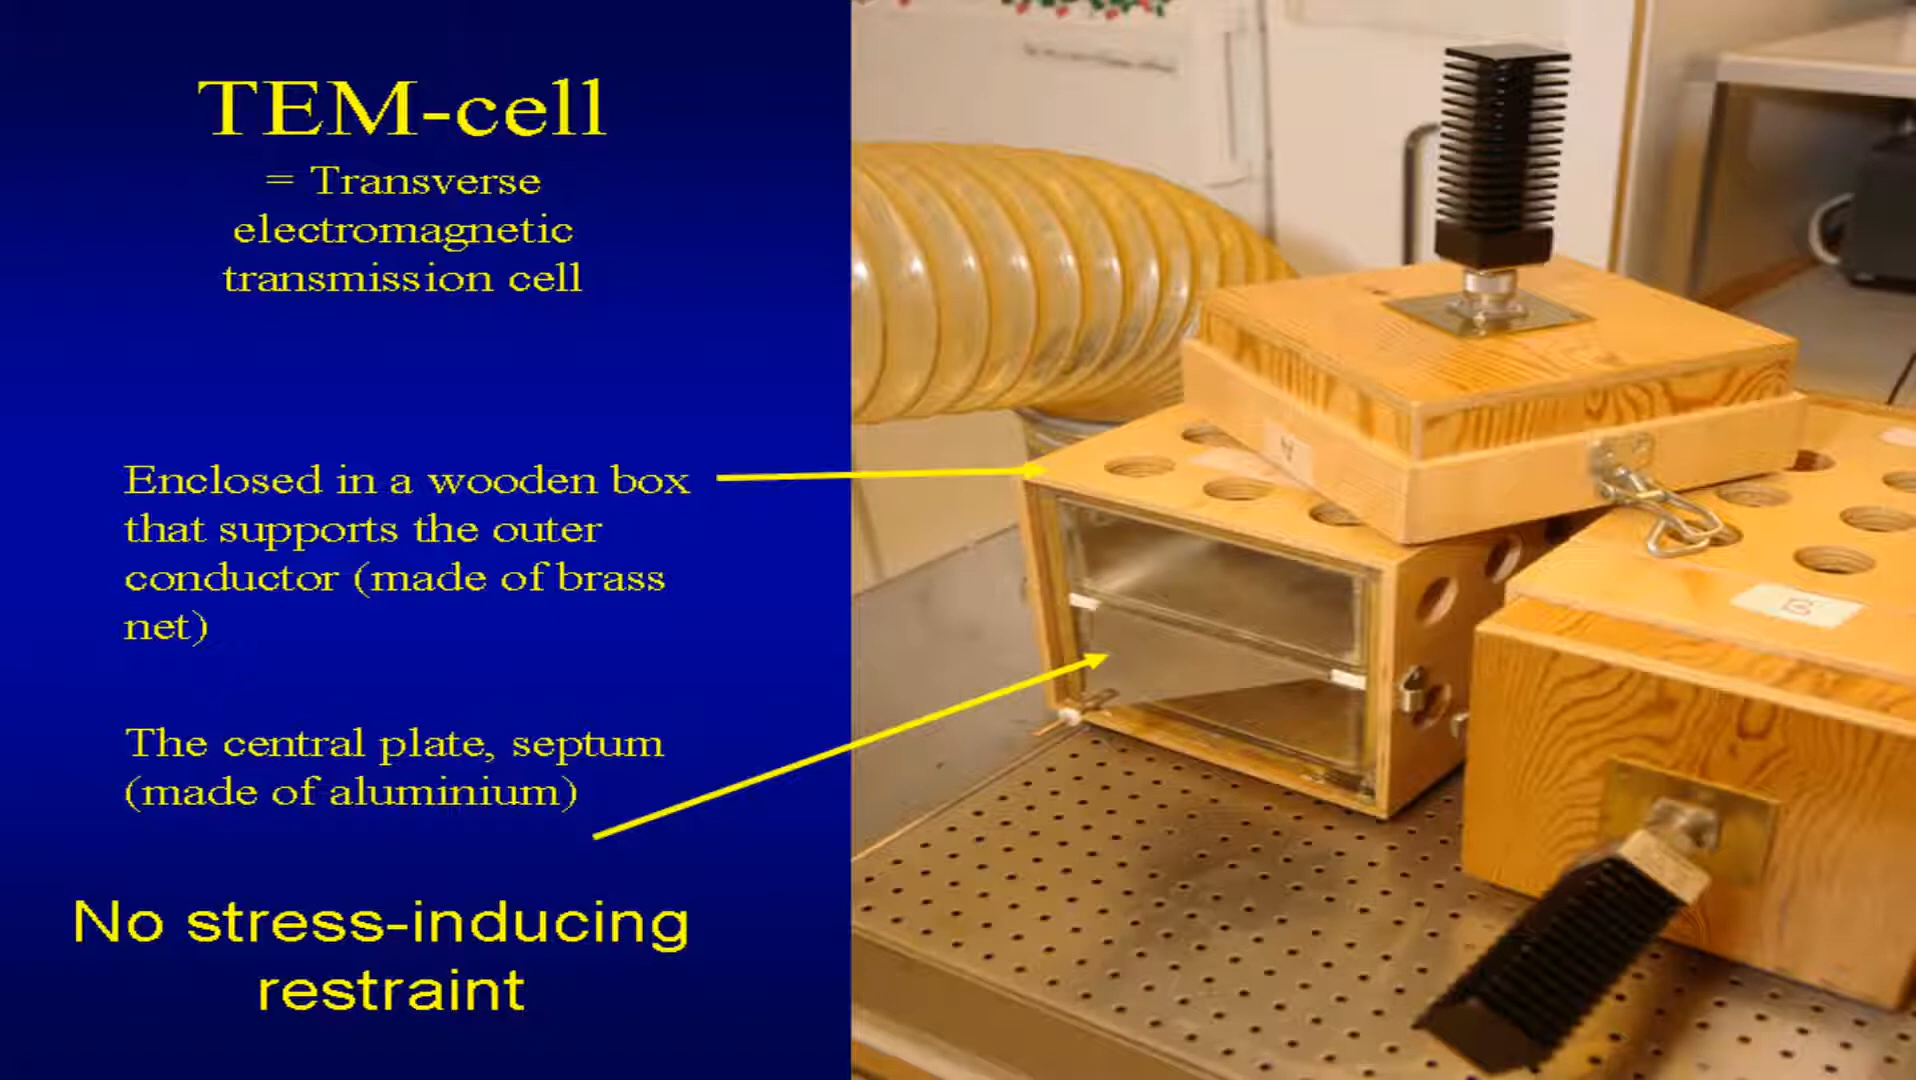 TEM-cell
= Transverse
electromagnetic
transmission cell
Enclosed in a wooden box
that supports the outer
conductor (made of brass
net)
The central plate, septum
(made of aluminium)
No stress-inducing
restraint